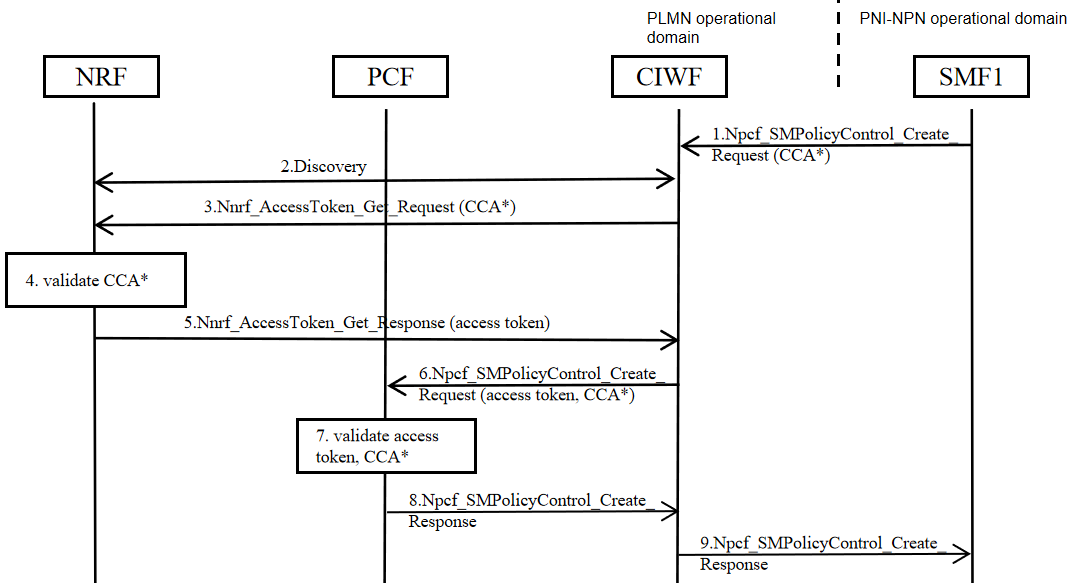 PLMN operational
domain
PNI-NPN operational domain
NRF
PCF
CIWF
SMF1
1.Npcf_SMPolicyControl_Create_
Request (CCA*)
2.Discovery
3.Nnrf_AccessToken_Get_Request (CCA*)
4. validate CCA*
5.Nnrf_AccessToken_Get_Response (access token)
6.Npcf_SMPolicyControl_Create_
Request (access token, CCA*)
7. validate access
token, CCA*
8.Npcf_SMPolicyControl_Create_
Response
9.Npcf_SMPolicyControl_Create_
Response